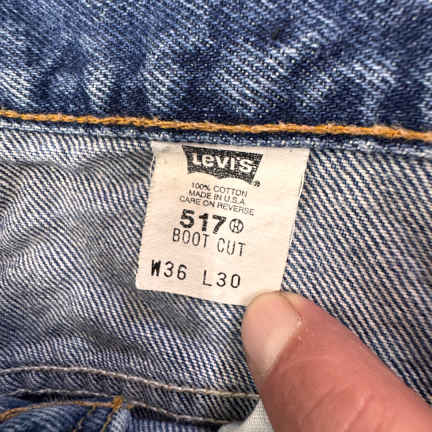 LEVI'S ®
100% COTTON
MADE IN U.S.A
CARE ON REVERSE
517
BOOT CUT
W36 L30